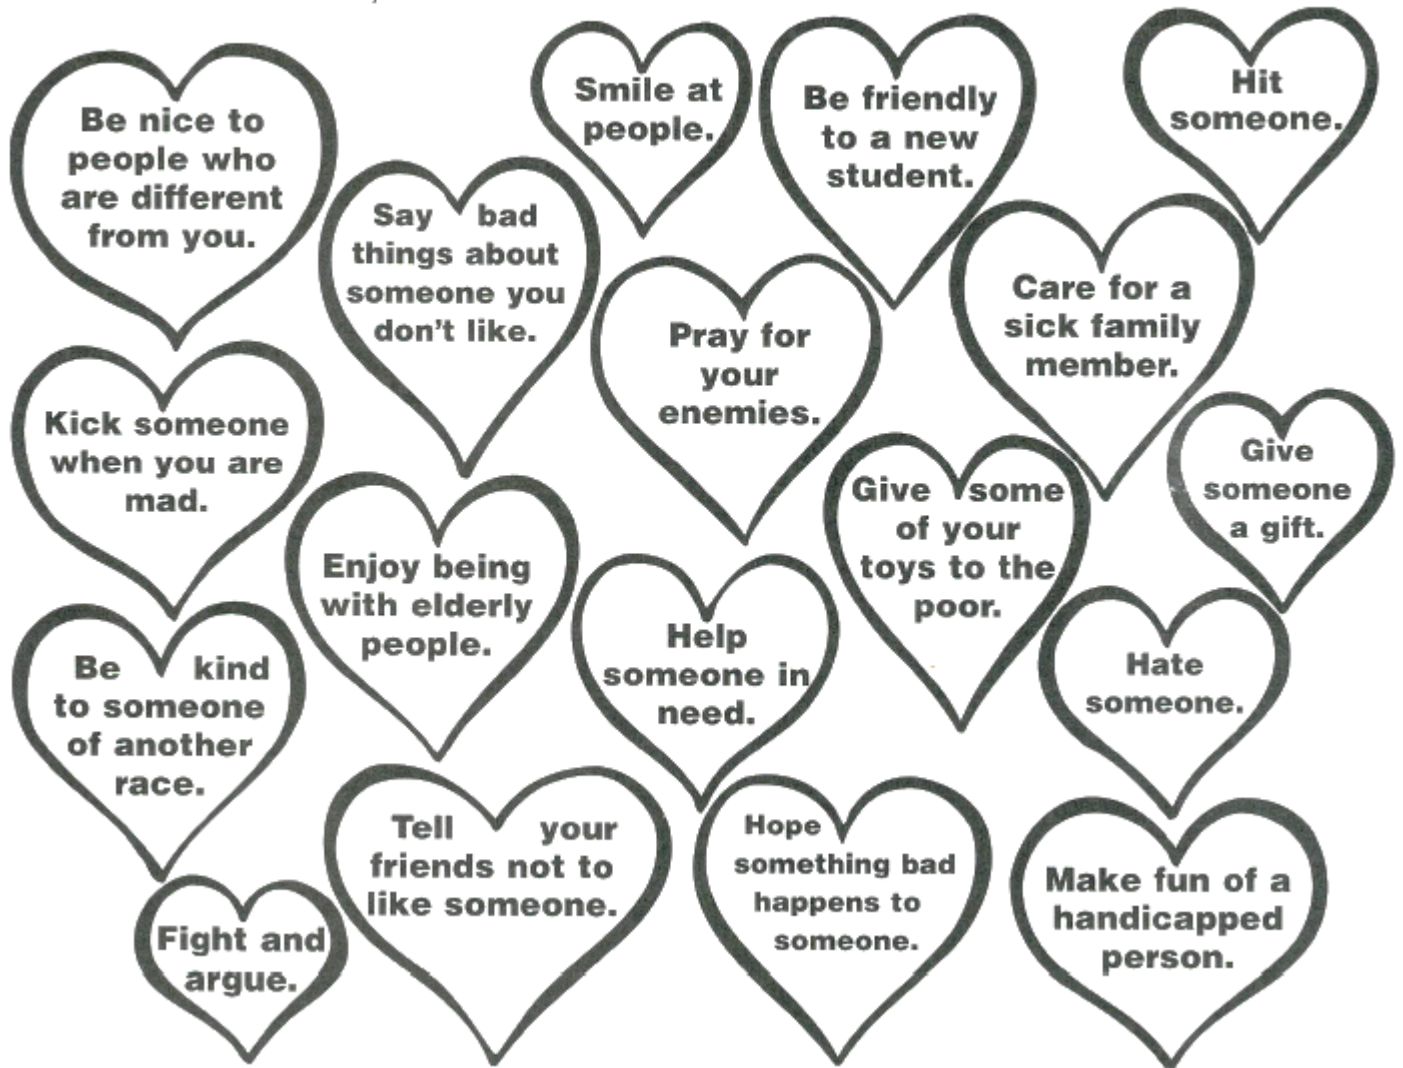 Be nice to
people who
are different
from you.
Smile at
people.
Be friendly
to a new
student.
Hit
someone.
Say bad
things about
someone you
don't like.
Pray for
your
enemies.
Care for a
sick family
member.
Kick someone
when you are
mad.
Give
someone
a gift.
Enjoy being
with elderly
people.
Give some
of your
toys to the
poor.
Help
someone in
need.
Be kind
to someone
of another
race.
Hate
someone.
Tell your
friends not to
like someone.
Hope
something bad
happens to
someone.
Make fun of a
handicapped
person.
Fight and
argue.